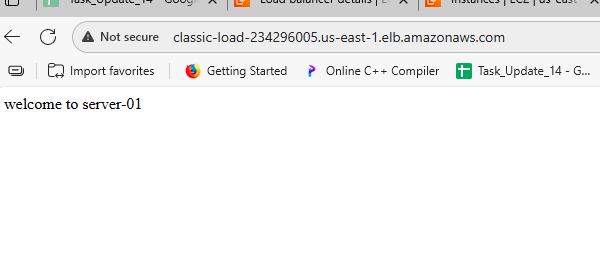 Task_Update_14 - Googl
Load balancer details | E
Instances | EC2 | us-east
Not secure classic-load-234296005.us-east-1.elb.amazonaws.com
Import favorites Getting Started Online C++ Compiler Task_Update_14 - G...
welcome to server-01